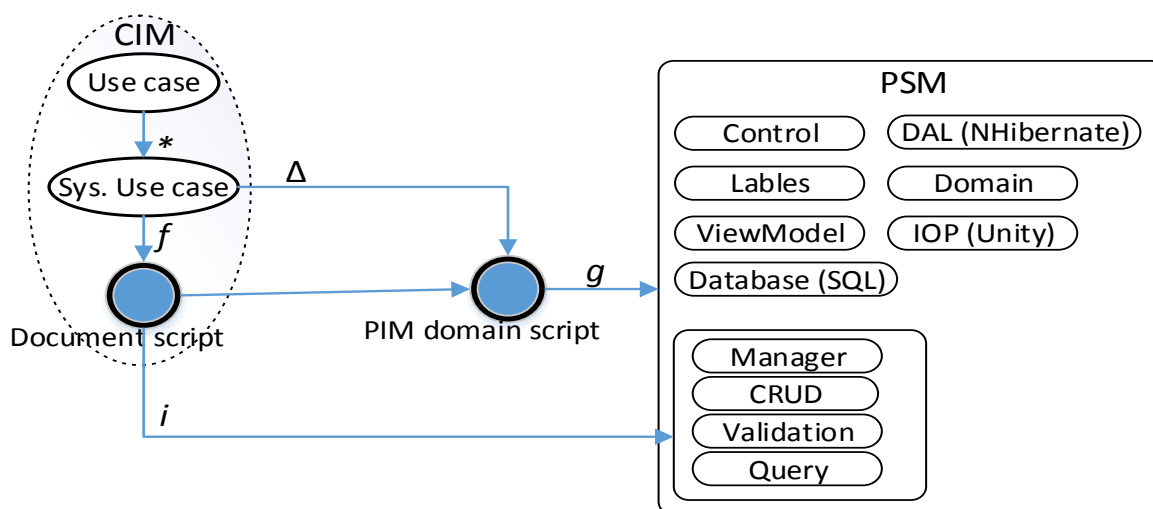 CIM
Use case
*
Sys. Use case
Δ
f
Document script
PIM domain script
g
i
PSM
Control
DAL (NHibernate)
Lables
Domain
ViewModel
IOP (Unity)
Database (SQL)
Manager
CRUD
Validation
Query